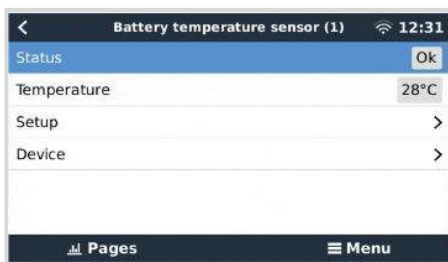 Battery temperature sensor (1) 12:31
Status Ok
Temperature 28°C
Setup
Device
Pages Menu